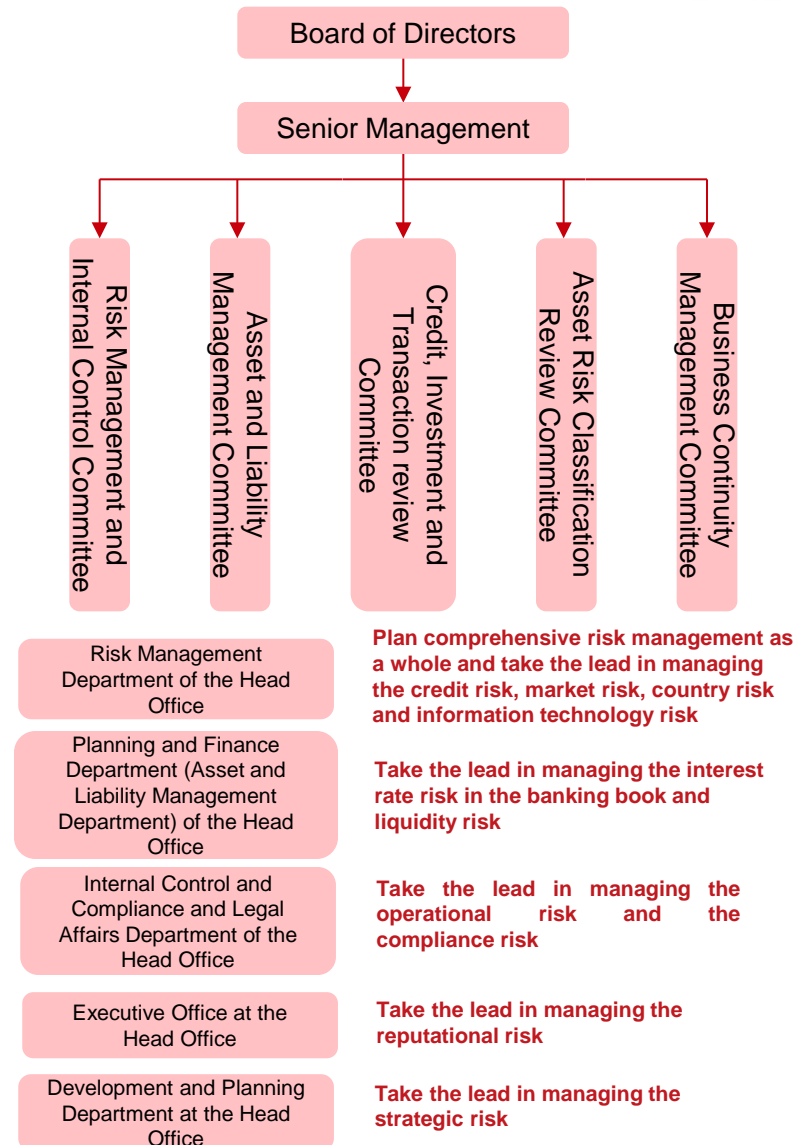 Board of Directors
Senior Management
Risk Management and
Internal Control Committee
Asset and Liability
Management Committee
Credit, Investment and
Transaction review
Committee
Asset Risk Classification
Review Committee
Business Continuity
Management Committee
Risk Management
Department of the Head
Office
Plan comprehensive risk management as
a whole and take the lead in managing
the credit risk, market risk, country risk
and information technology risk
Planning and Finance
Department (Asset and
Liability Management
Department) of the Head
Office
Take the lead in managing the interest
rate risk in the banking book and
liquidity risk
Internal Control and
Compliance and Legal
Affairs Department of the
Head Office
Take the lead in managing the
operational risk and the
compliance risk
Executive Office at the
Head Office
Take the lead in managing the
reputational risk
Development and Planning
Department at the Head
Office
Take the lead in managing the
strategic risk